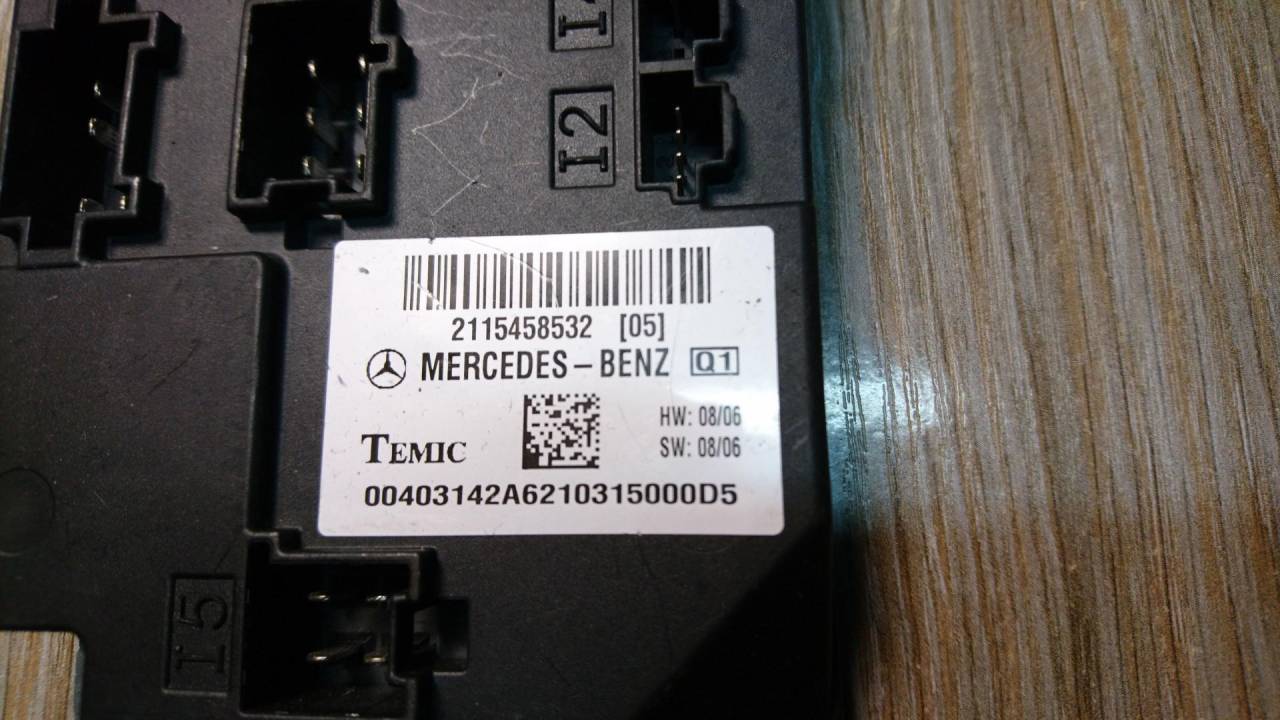 I2
2115458532 [05]
MERCEDES-BENZ Q1
HW: 08/06
TEMIC SW: 08/06
00403142A6210315000D5
I5